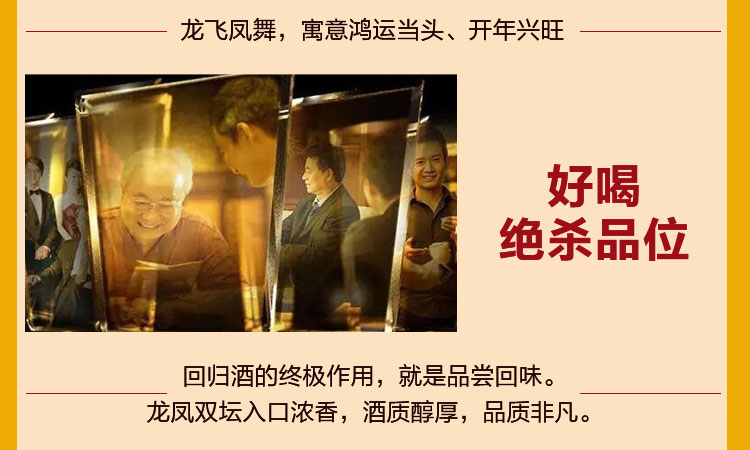 龙飞凤舞，寓意鸿运当头、开年兴旺
好喝
绝杀品位
回归酒的终极作用，就是品尝回味。
龙凤双坛入口浓香，酒质醇厚，品质非凡。